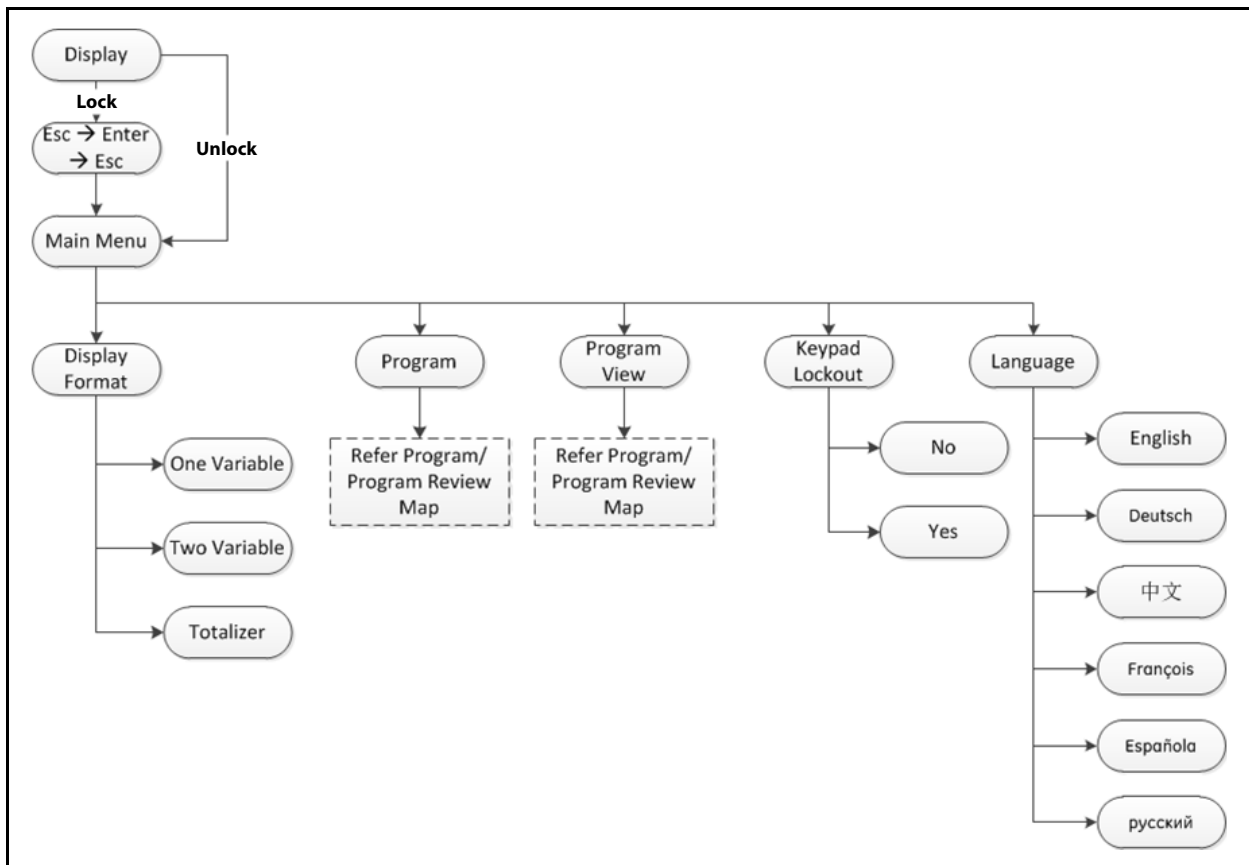 Display
Lock
Esc → Enter
→ Esc
Unlock
Main Menu
Display
Format
Program
Program
View
Keypad
Lockout
Language
One Variable
Two Variable
Totalizer
Refer Program/
Program Review
Map
Refer Program/
Program Review
Map
No
Yes
English
Deutsch
中文
François
Española
русский